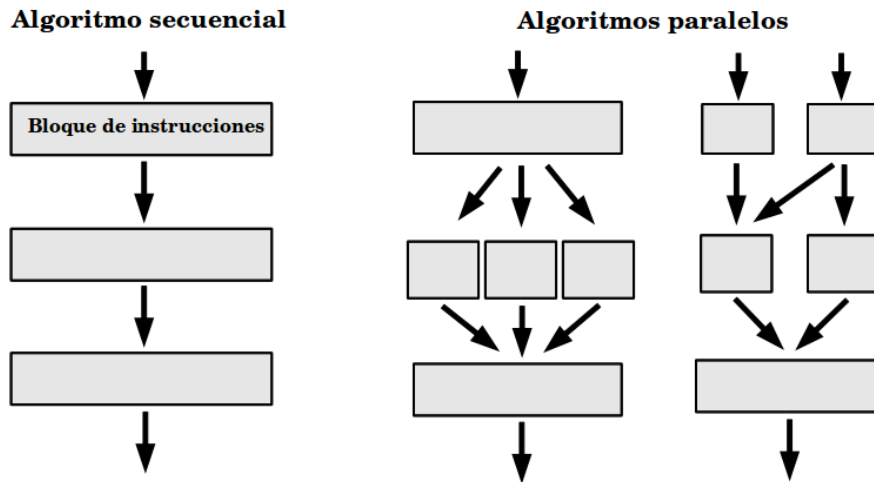 Algoritmo secuencial
Algoritmos paralelos
Bloque de instrucciones